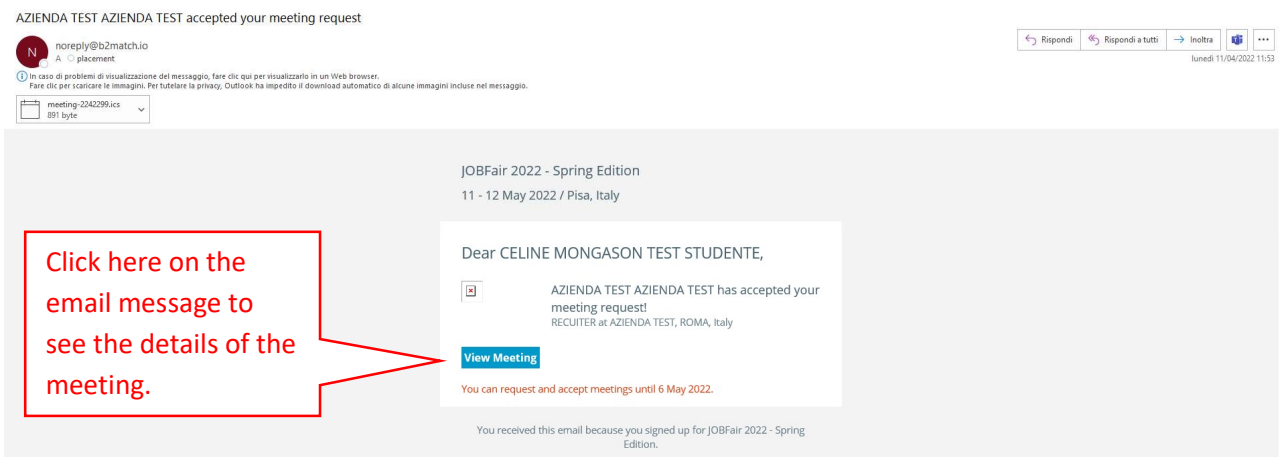 AZIENDA TEST AZIENDA TEST accepted your meeting request
N
noreply@b2match.io
A placement
Rispondi
Rispondi a tutti
Inoltra
lunedì 11/04/2022 11:53
In caso di problemi di visualizzazione del messaggio, fare clic qui per visualizzarlo in un Web browser.
Fare clic per scaricare le immagini. Per tutelare la privacy, Outlook ha impedito il download automatico di alcune immagini incluse nel messaggio.
meeting-2242299.ics
891 byte
JOBFair 2022 - Spring Edition
11 - 12 May 2022 / Pisa, Italy
Click here on the
email message to
see the details of the
meeting.
Dear CELINE MONGASON TEST STUDENTE,
AZIENDA TEST AZIENDA TEST has accepted your
meeting request!
RECUITER at AZIENDA TEST, ROMA, Italy
View Meeting
You can request and accept meetings until 6 May 2022.
You received this email because you signed up for JOBFair 2022 - Spring
Edition.